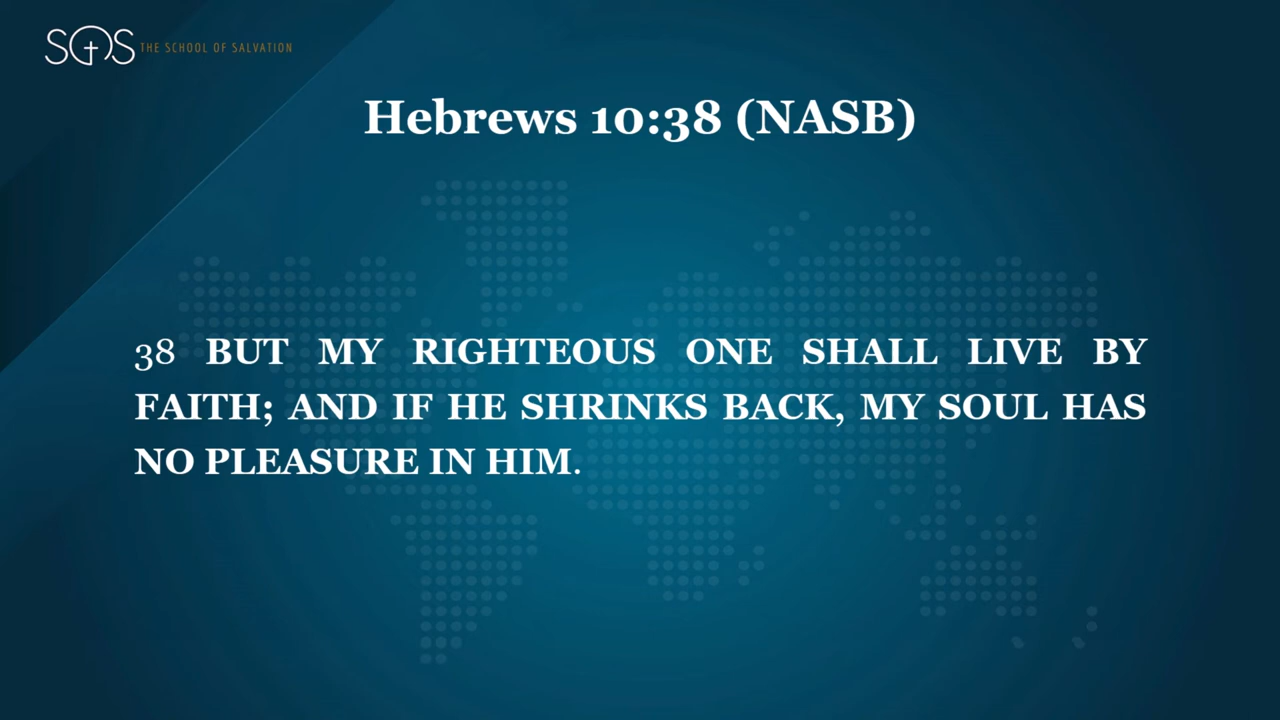 SOS THE SCHOOL OF SALVATION
Hebrews 10:38 (NASB)
38 BUT MY RIGHTEOUS ONE SHALL LIVE BY
FAITH; AND IF HE SHRINKS BACK, MY SOUL HAS
NO PLEASURE IN HIM.